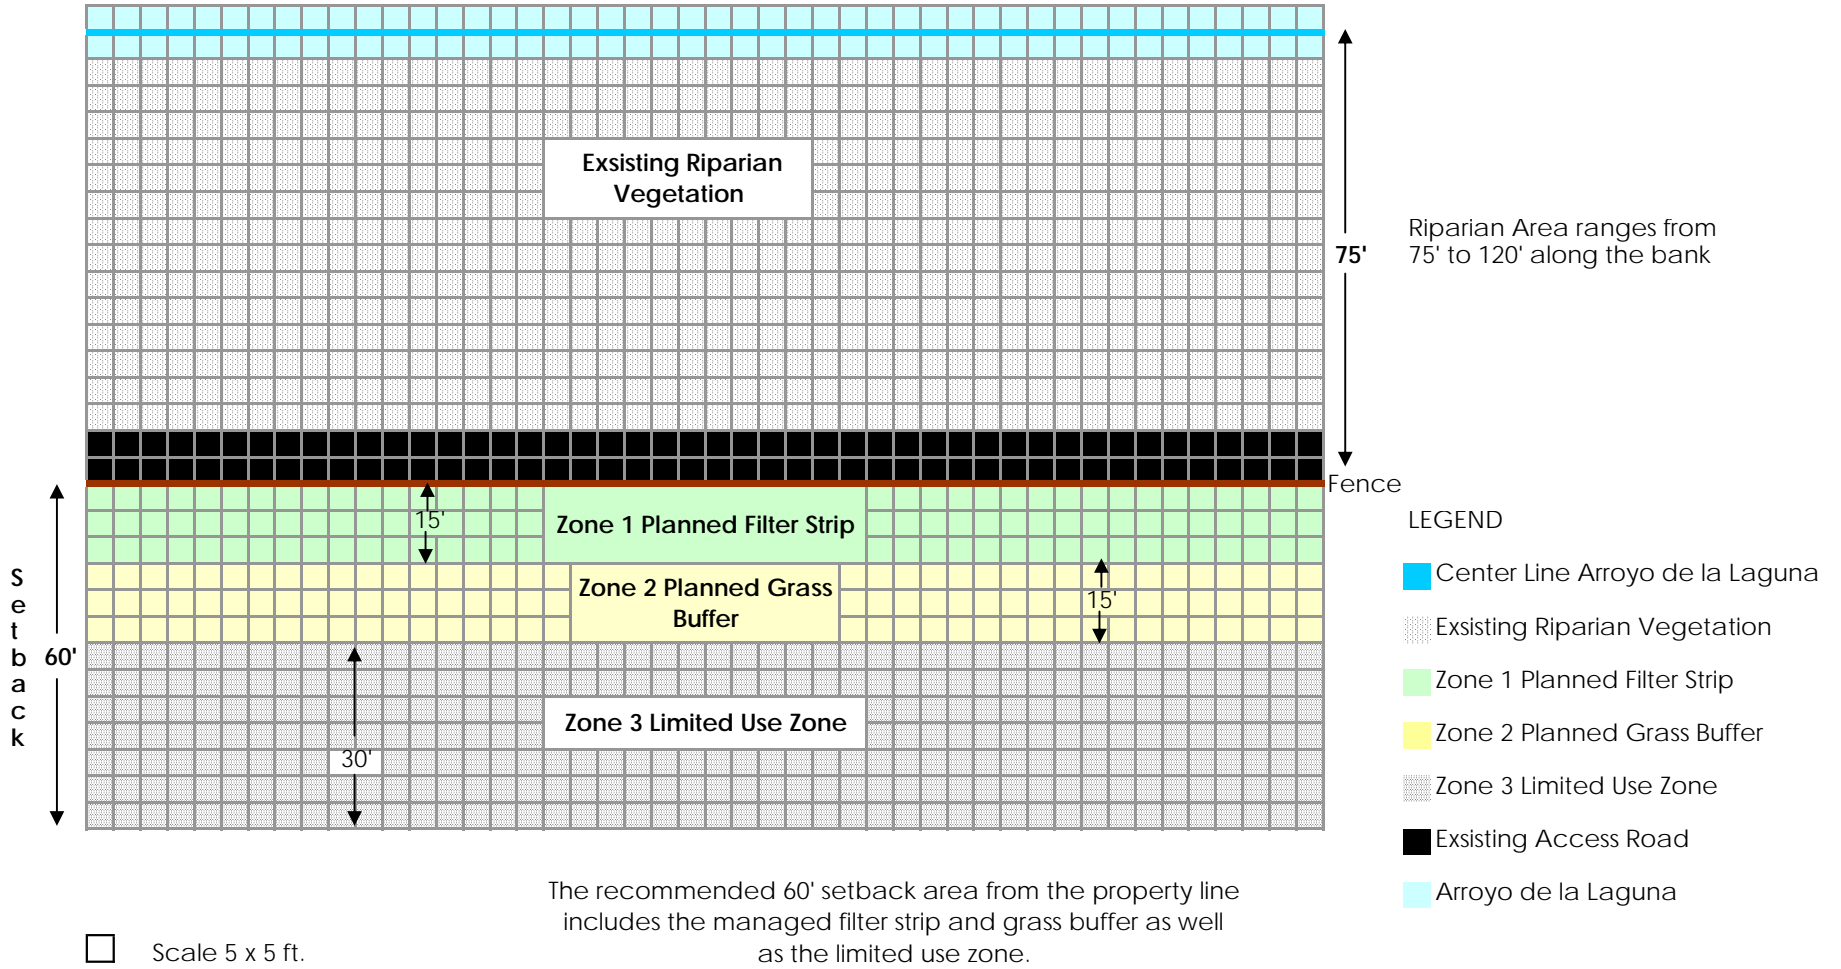 Exsisting Riparian
Vegetation
Riparian Area ranges from
75' to 120' along the bank
75'
Fence
15'
Zone 1 Planned Filter Strip
Zone 2 Planned Grass
Buffer
15'
Setback
60'
Zone 3 Limited Use Zone
30'
LEGEND
Center Line Arroyo de la Laguna
Exsisting Riparian Vegetation
Zone 1 Planned Filter Strip
Zone 2 Planned Grass Buffer
Zone 3 Limited Use Zone
Exsisting Access Road
Arroyo de la Laguna
The recommended 60' setback area from the property line
includes the managed filter strip and grass buffer as well
as the limited use zone.
Scale 5 x 5 ft.